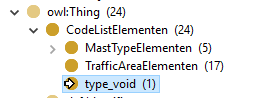 owl:Thing (24)
CodeListElementen (24)
MastTypeElementen (5)
TrafficAreaElementen (17)
type_void (1)